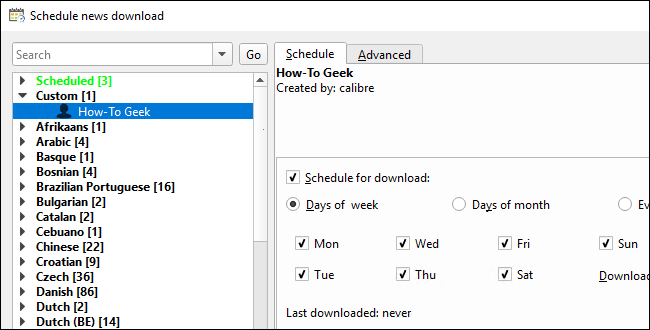 Schedule news download
Search
Go
Scheduled [3]
Custom [1]
How-To Geek
Afrikaans [1]
Arabic [4]
Basque [1]
Bosnian [4]
Brazilian Portuguese [16]
Bulgarian [2]
Catalan [2]
Cebuano [1]
Chinese [22]
Croatian [9]
Czech [36]
Danish [86]
Dutch [2]
Dutch (BE) [14]
Schedule
Advanced
How-To Geek
Created by: calibre
Schedule for download:
Days of week
Days of month
Ev
Mon
Wed
Fri
Sun
Tue
Thu
Sat
Download
Last downloaded: never